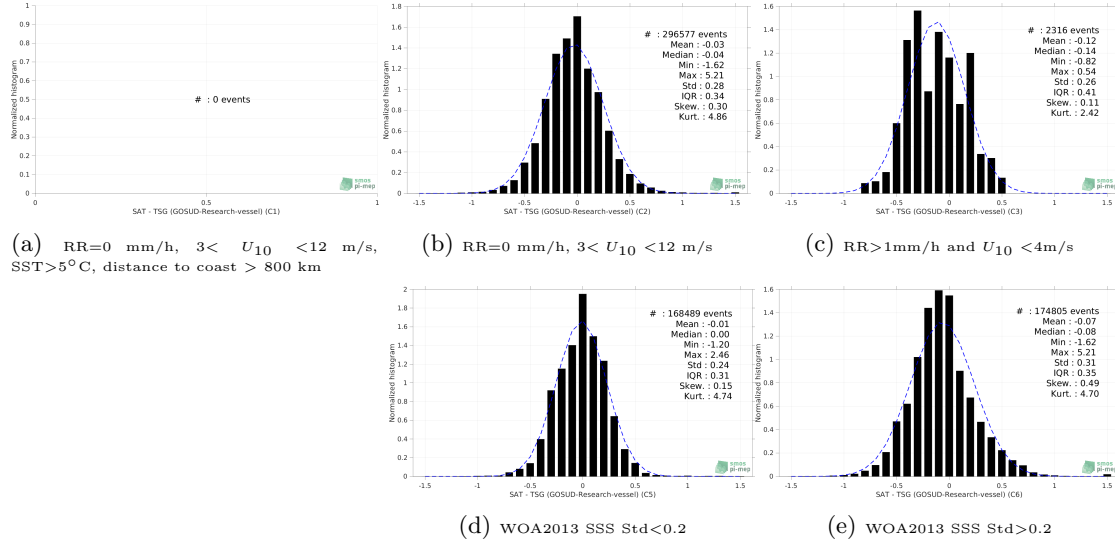 1
0.9
0.8
0.7
0.6
0.5
0.4
0.3
0.2
0.1
0
Normalized histogram
# : 0 events
0 0.5 1
SAT - TSG (GOSUD-Research-vessel) (C1)
smos
pi-mep
(a) RR=0 mm/h, 3< U10 <12 m/s,
SST>5°C, distance to coast > 800 km
1.8
1.6
1.4
1.2
1
0.8
0.6
0.4
0.2
0
Normalized histogram
# : 296577 events
Mean : -0.03
Median : -0.04
Min : -1.62
Max : 5.21
Std : 0.28
IQR : 0.34
Skew. : 0.30
Kurt. : 4.86
-1.5 -1 -0.5 0 0.5 1 1.5
SAT - TSG (GOSUD-Research-vessel) (C2)
smos
pi-mep
(b) RR=0 mm/h, 3< U10 <12 m/s
1.6
1.4
1.2
1
0.8
0.6
0.4
0.2
0
Normalized histogram
# : 2316 events
Mean : -0.12
Median : -0.14
Min : -0.82
Max : 0.54
Std : 0.26
IQR : 0.41
Skew. : 0.11
Kurt. : 2.42
-1.5 -1 -0.5 0 0.5 1 1.5
SAT - TSG (GOSUD-Research-vessel) (C3)
smos
pi-mep
(c) RR>1mm/h and U10 <4m/s
2
1.8
1.6
1.4
1.2
1
0.8
0.6
0.4
0.2
0
Normalized histogram
# : 168489 events
Mean : -0.01
Median : 0.00
Min : -1.20
Max : 2.46
Std : 0.24
IQR : 0.31
Skew. : 0.15
Kurt. : 4.74
-1.5 -1 -0.5 0 0.5 1 1.5
SAT - TSG (GOSUD-Research-vessel) (C5)
smos
pi-mep
(d) WOA2013 SSS Std<0.2
1.6
1.4
1.2
1
0.8
0.6
0.4
0.2
0
Normalized histogram
# : 174805 events
Mean : -0.07
Median : -0.08
Min : -1.62
Max : 5.21
Std : 0.31
IQR : 0.35
Skew. : 0.49
Kurt. : 4.70
-1.5 -1 -0.5 0 0.5 1 1.5
SAT - TSG (GOSUD-Research-vessel) (C6)
smos
pi-mep
(e) WOA2013 SSS Std>0.2